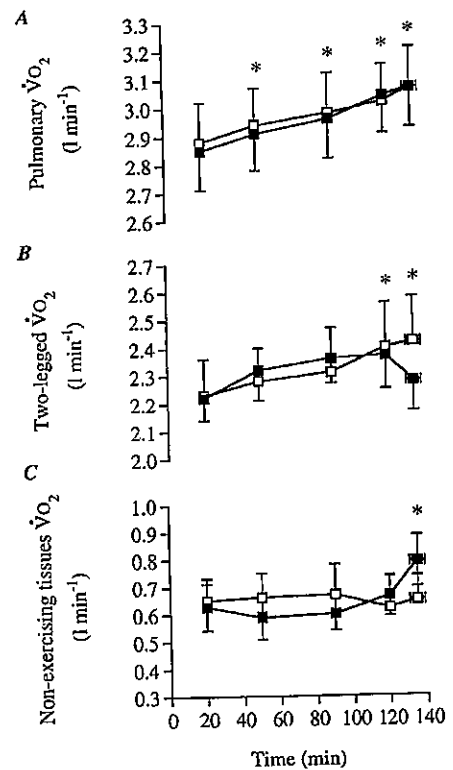 A
3.3
3.2
3.1
3.0
2.9
2.8
2.7
2.6
Pulmonary V̇O₂
(l min⁻¹)
* * * *
B
2.7
2.6
2.5
2.4
2.3
2.2
2.1
2.0
Two-legged V̇O₂
(l min⁻¹)
* *
C
1.0
0.9
0.8
0.7
0.6
0.5
0.4
0.3
Non-exercising tissues V̇O₂
(l min⁻¹)
*
0 20 40 60 80 100 120 140
Time (min)